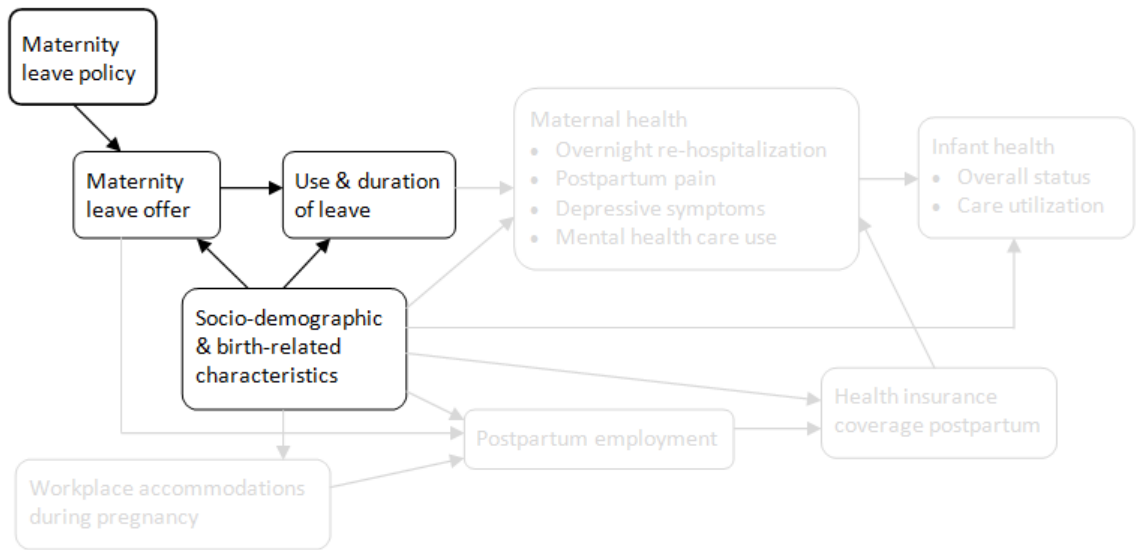 Maternity
leave policy
Maternity
leave offer
Use & duration
of leave
Maternal health
• Overnight re-hospitalization
• Postpartum pain
• Depressive symptoms
• Mental health care use
Infant health
• Overall status
• Care utilization
Socio-demographic
& birth-related
characteristics
Health insurance
coverage postpartum
Postpartum employment
Workplace accommodations
during pregnancy